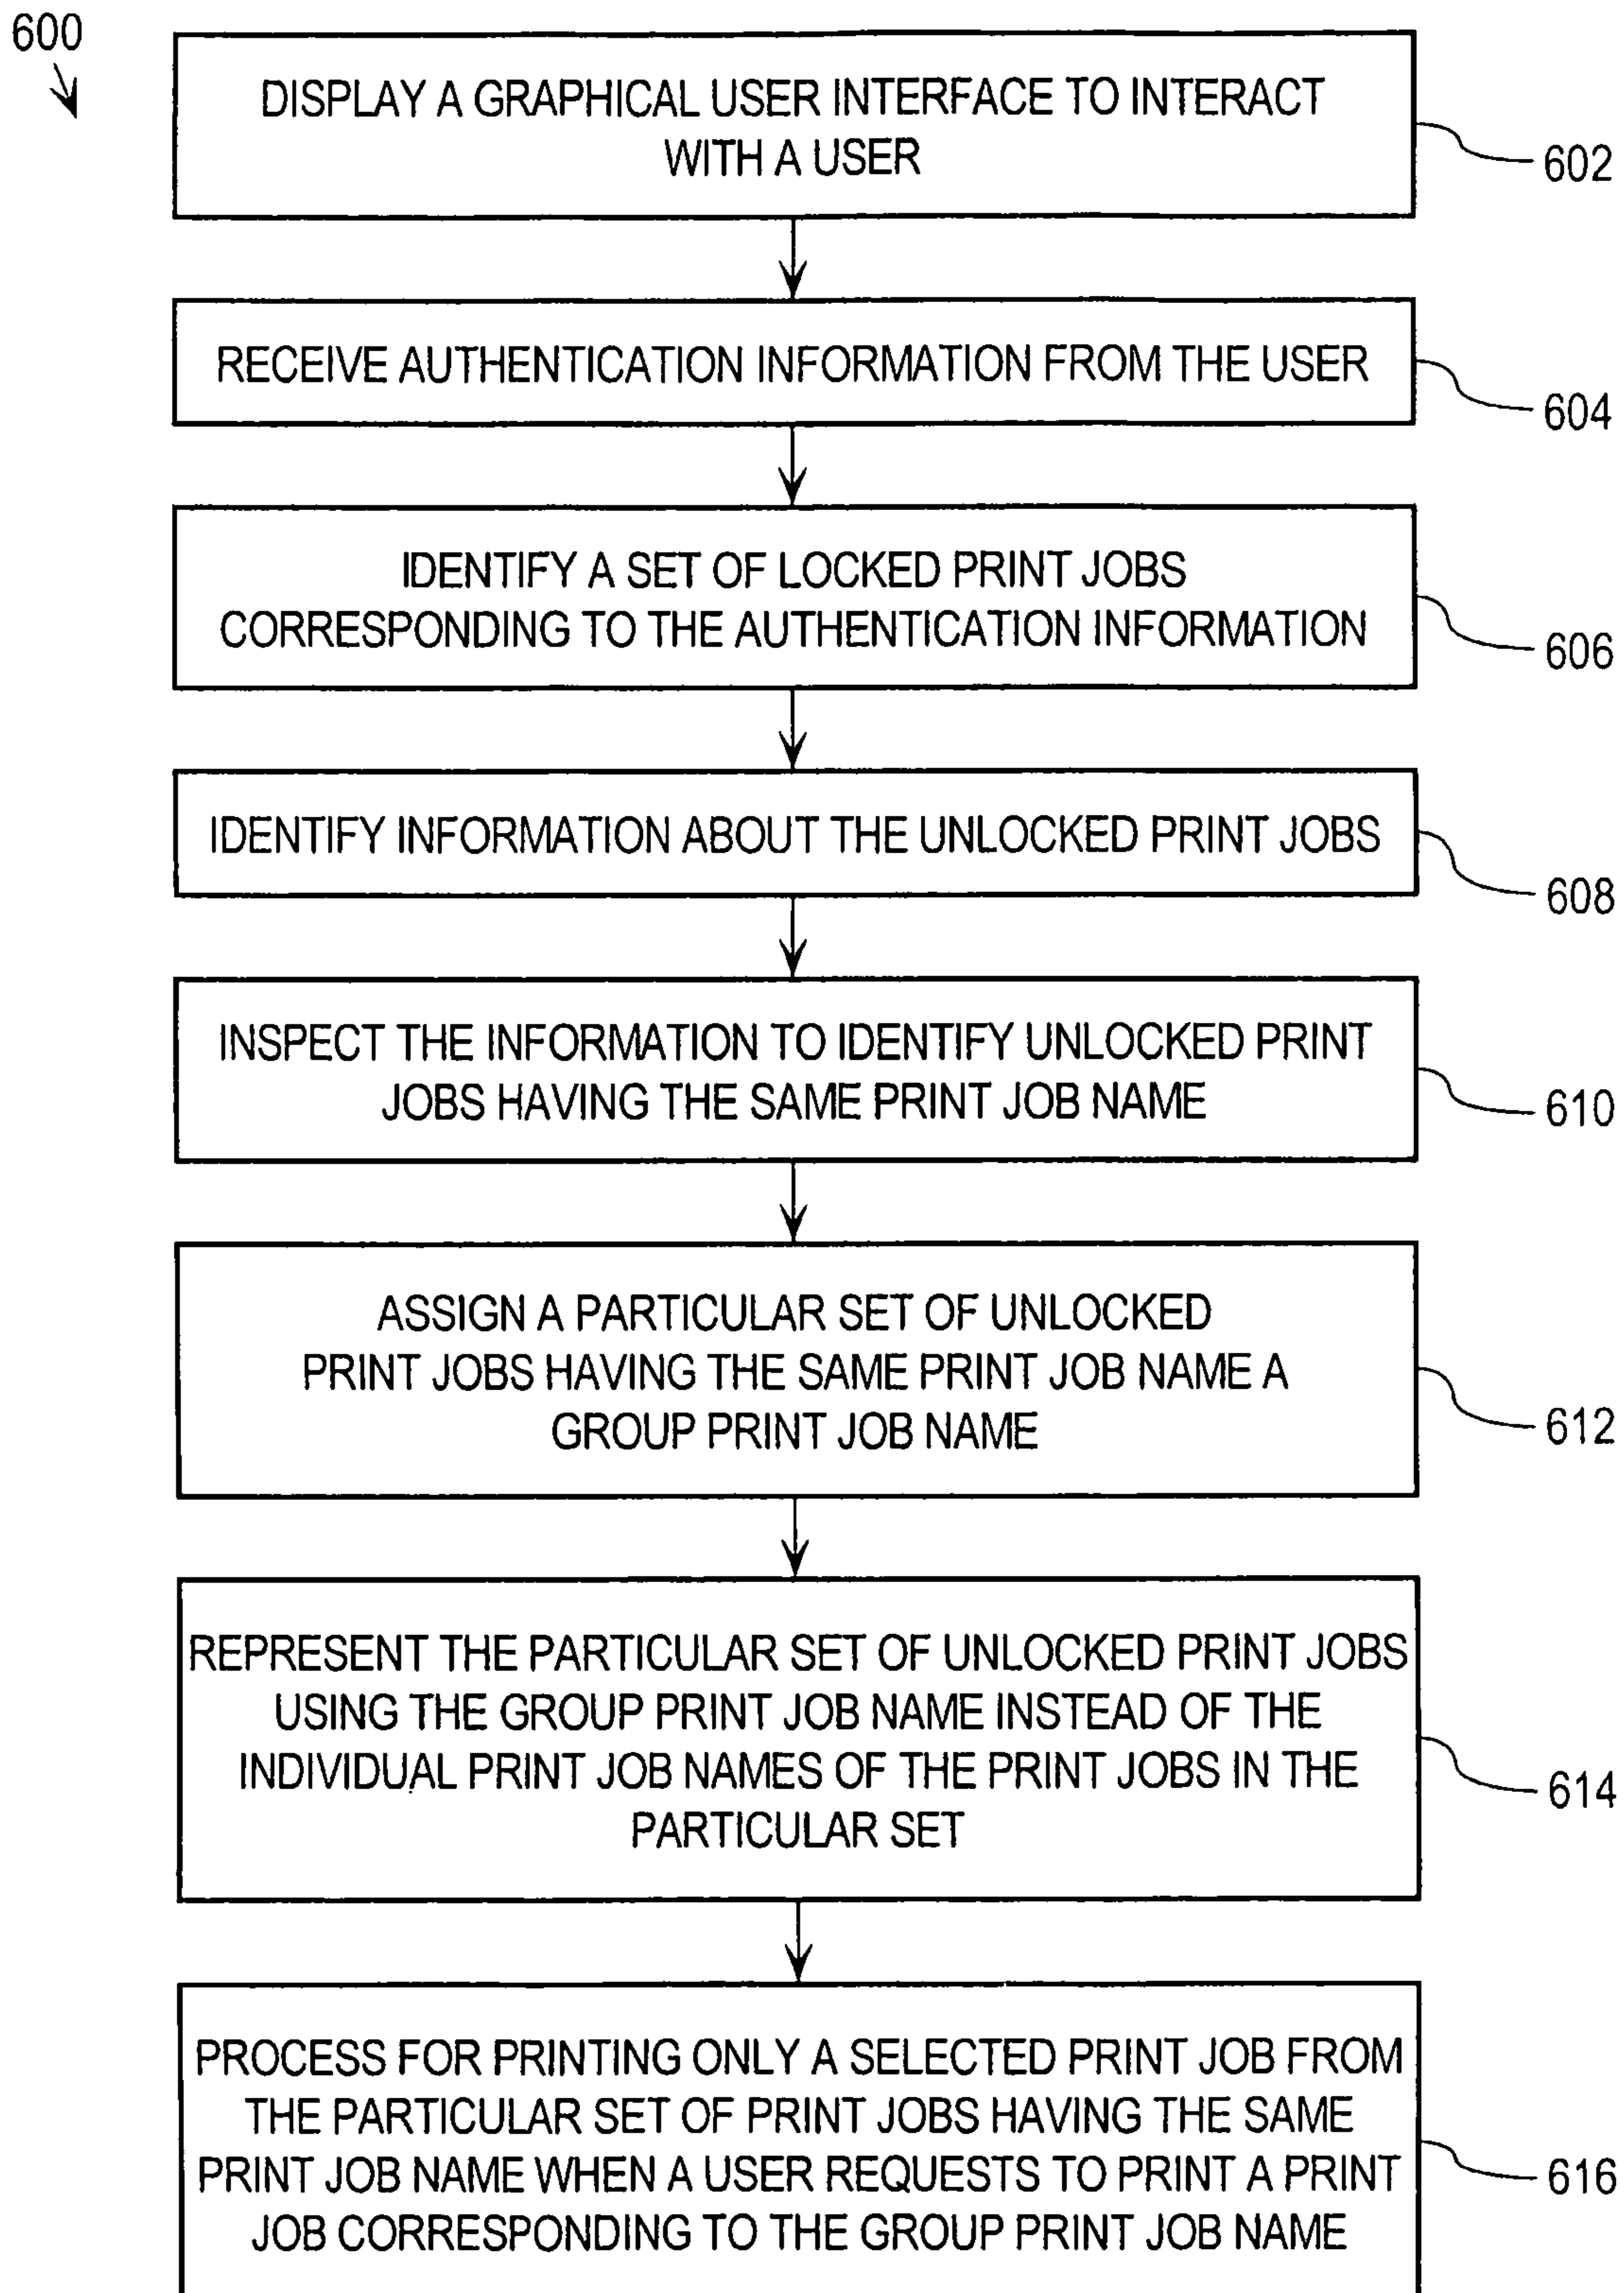 600
DISPLAY A GRAPHICAL USER INTERFACE TO INTERACT
WITH A USER
602
RECEIVE AUTHENTICATION INFORMATION FROM THE USER
604
IDENTIFY A SET OF LOCKED PRINT JOBS
CORRESPONDING TO THE AUTHENTICATION INFORMATION
606
IDENTIFY INFORMATION ABOUT THE UNLOCKED PRINT JOBS
608
INSPECT THE INFORMATION TO IDENTIFY UNLOCKED PRINT
JOBS HAVING THE SAME PRINT JOB NAME
610
ASSIGN A PARTICULAR SET OF UNLOCKED
PRINT JOBS HAVING THE SAME PRINT JOB NAME A
GROUP PRINT JOB NAME
612
REPRESENT THE PARTICULAR SET OF UNLOCKED PRINT JOBS
USING THE GROUP PRINT JOB NAME INSTEAD OF THE
INDIVIDUAL PRINT JOB NAMES OF THE PRINT JOBS IN THE
PARTICULAR SET
614
PROCESS FOR PRINTING ONLY A SELECTED PRINT JOB FROM
THE PARTICULAR SET OF PRINT JOBS HAVING THE SAME
PRINT JOB NAME WHEN A USER REQUESTS TO PRINT A PRINT
JOB CORRESPONDING TO THE GROUP PRINT JOB NAME
616